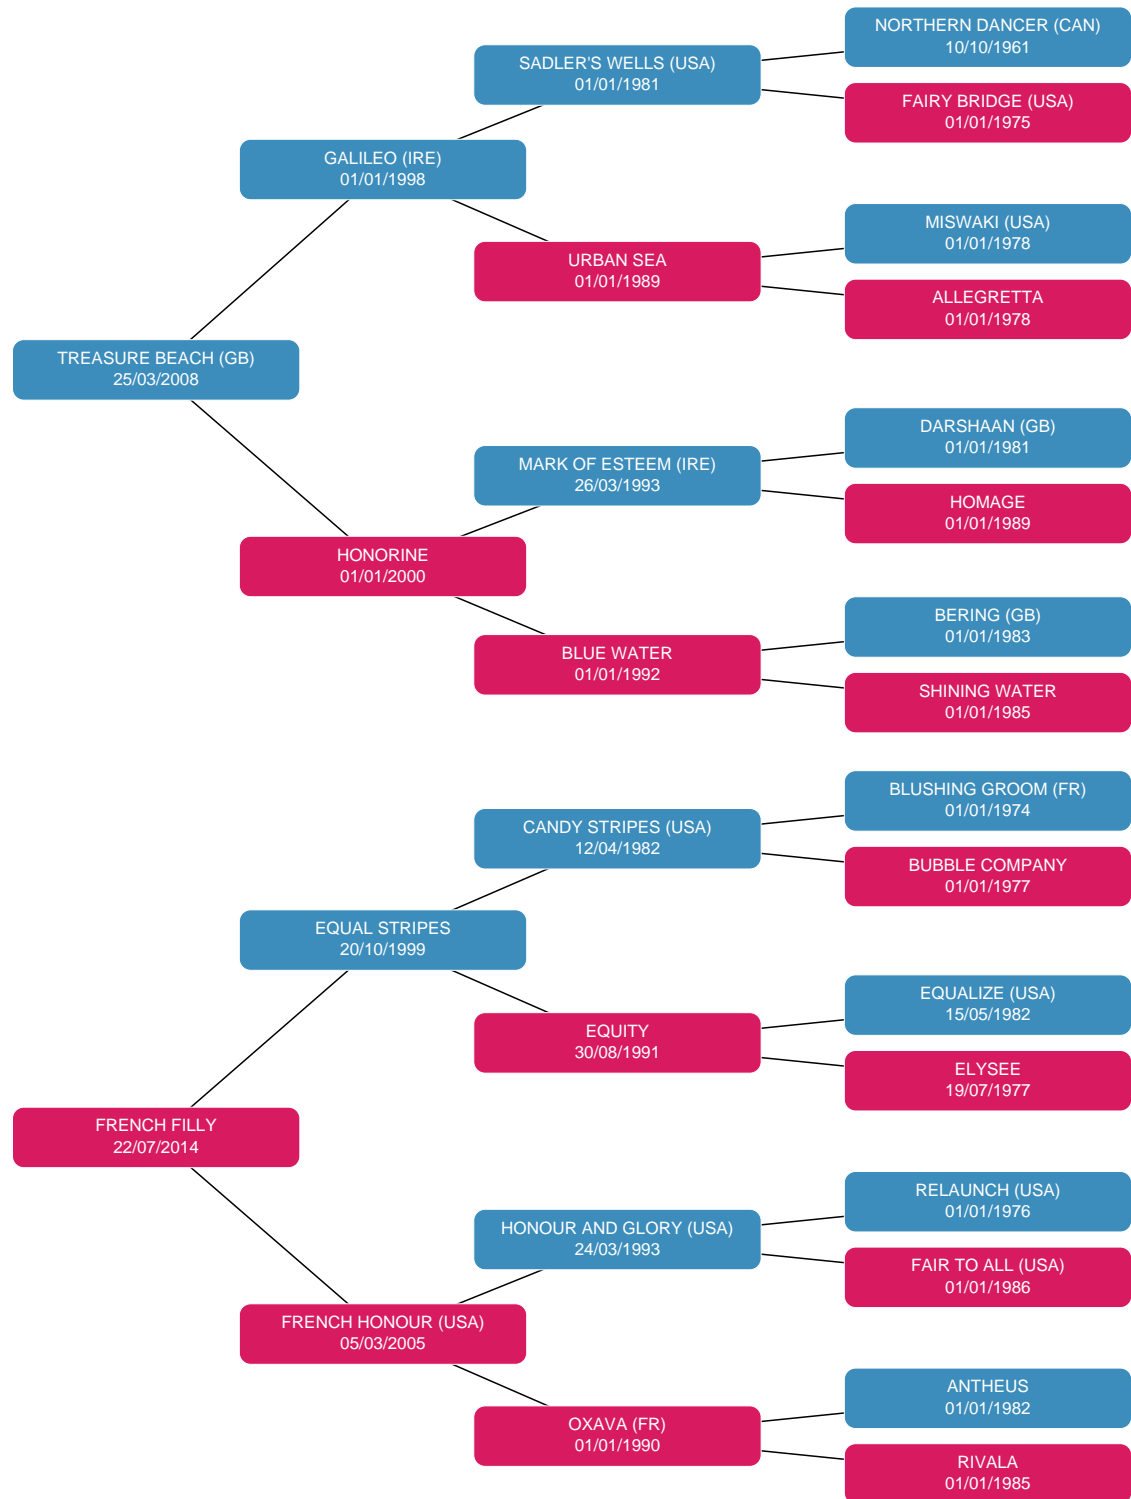 NORTHERN DANCER (CAN)
10/10/1961
SADLER'S WELLS (USA)
01/01/1981
FAIRY BRIDGE (USA)
01/01/1975
GALILEO (IRE)
01/01/1998
MISWAKI (USA)
01/01/1978
URBAN SEA
01/01/1989
ALLEGRETTA
01/01/1978
TREASURE BEACH (GB)
25/03/2008
DARSHAAN (GB)
01/01/1981
MARK OF ESTEEM (IRE)
26/03/1993
HOMAGE
01/01/1989
HONORINE
01/01/2000
BERING (GB)
01/01/1983
BLUE WATER
01/01/1992
SHINING WATER
01/01/1985
BLUSHING GROOM (FR)
01/01/1974
CANDY STRIPES (USA)
12/04/1982
BUBBLE COMPANY
01/01/1977
EQUAL STRIPES
20/10/1999
EQUALIZE (USA)
15/05/1982
EQUITY
30/08/1991
ELYSEE
19/07/1977
FRENCH FILLY
22/07/2014
RELAUNCH (USA)
01/01/1976
HONOUR AND GLORY (USA)
24/03/1993
FAIR TO ALL (USA)
01/01/1986
FRENCH HONOUR (USA)
05/03/2005
ANTHEUS
01/01/1982
OXAVA (FR)
01/01/1990
RIVALA
01/01/1985